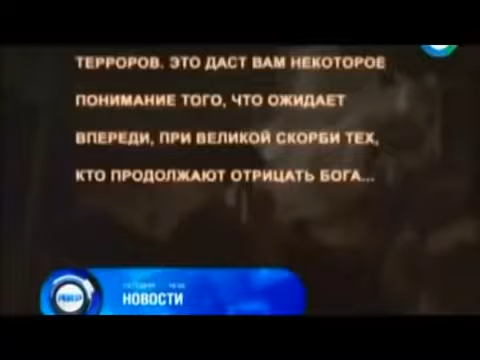 ТЕРРОРОВ. ЭТО ДАСТ ВАМ НЕКОТОРОЕ
ПОНИМАНИЕ ТОГО, ЧТО ОЖИДАЕТ
ВПЕРЕДИ, ПРИ ВЕЛИКОЙ СКОРБИ ТЕХ,
КТО ПРОДОЛЖАЮТ ОТРИЦАТЬ БОГА...
СЕГОДНЯ
НОВОСТИ
МИР